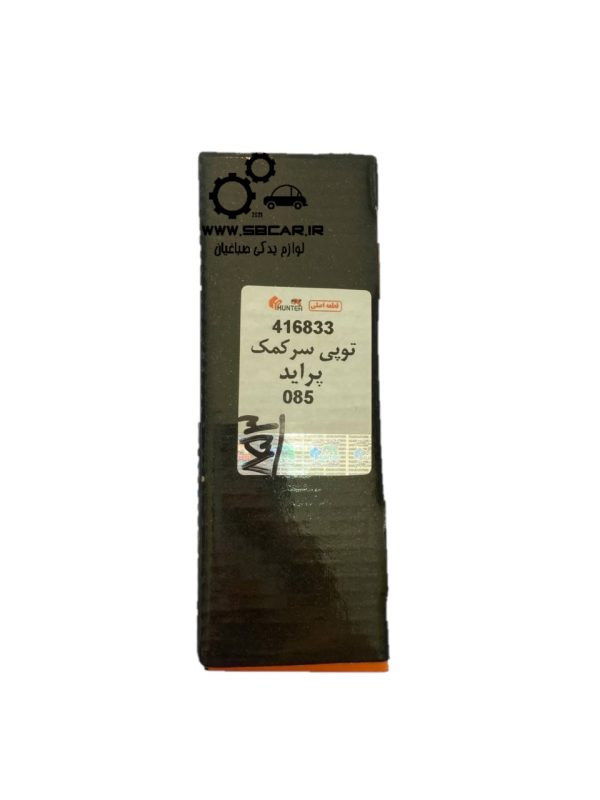 2021
WWW.SBCAR.IR
لوازم یدکی صباغیان
HUNTER قطعه اصلی
416833
توپی سرکمک
پراید
085